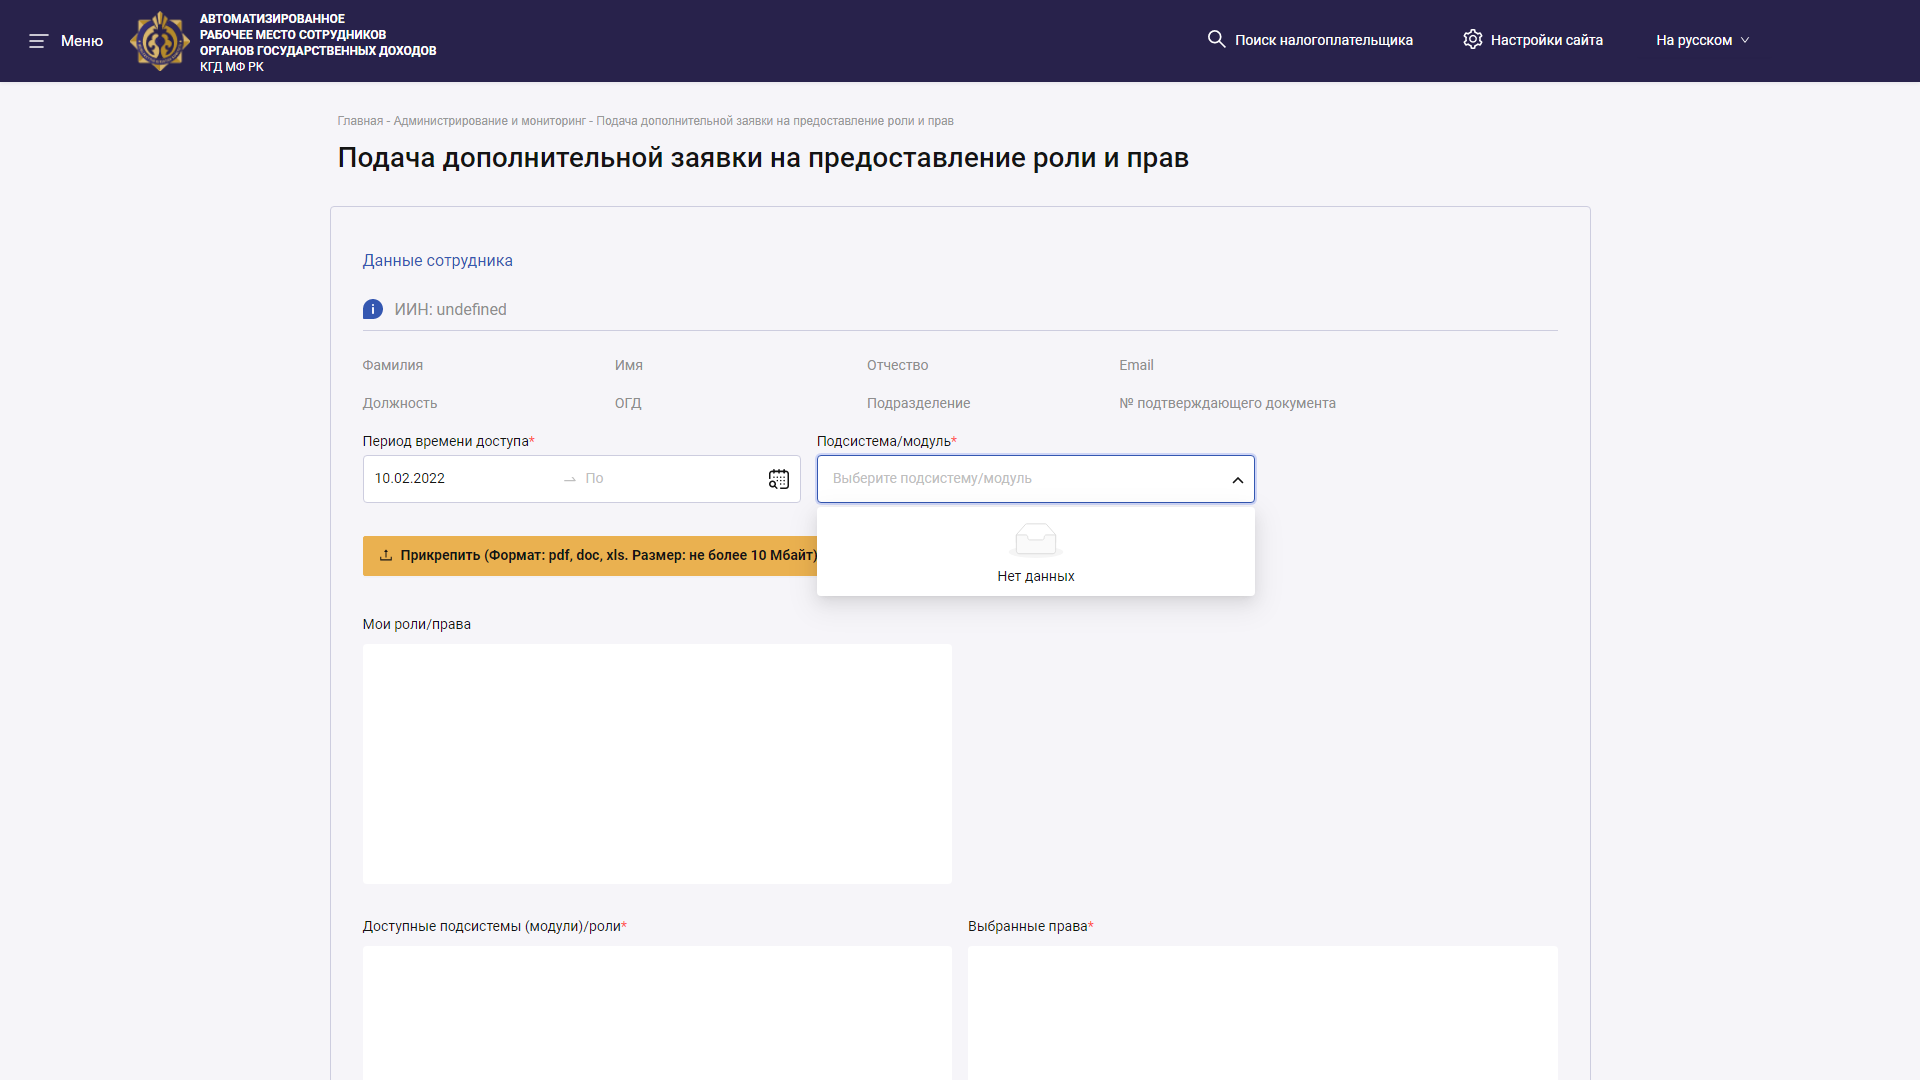 Меню
АВТОМАТИЗИРОВАННОЕ
РАБОЧЕЕ МЕСТО СОТРУДНИКОВ
ОРГАНОВ ГОСУДАРСТВЕННЫХ ДОХОДОВ
КГД МФ РК
Поиск налогоплательщика
Настройки сайта
На русском
Главная - Администрирование и мониторинг - Подача дополнительной заявки на предоставление роли и прав
Подача дополнительной заявки на предоставление роли и прав
Данные сотрудника
ИИН: undefined
Фамилия
Имя
Отчество
Email
Должность
ОГД
Подразделение
№ подтверждающего документа
Период времени доступа*
Подсистема/модуль*
10.02.2022
По
Выберите подсистему/модуль
Прикрепить (Формат: pdf, doc, xls. Размер: не более 10 Мбайт)
Нет данных
Мои роли/права
Доступные подсистемы (модули)/роли*
Выбранные права*